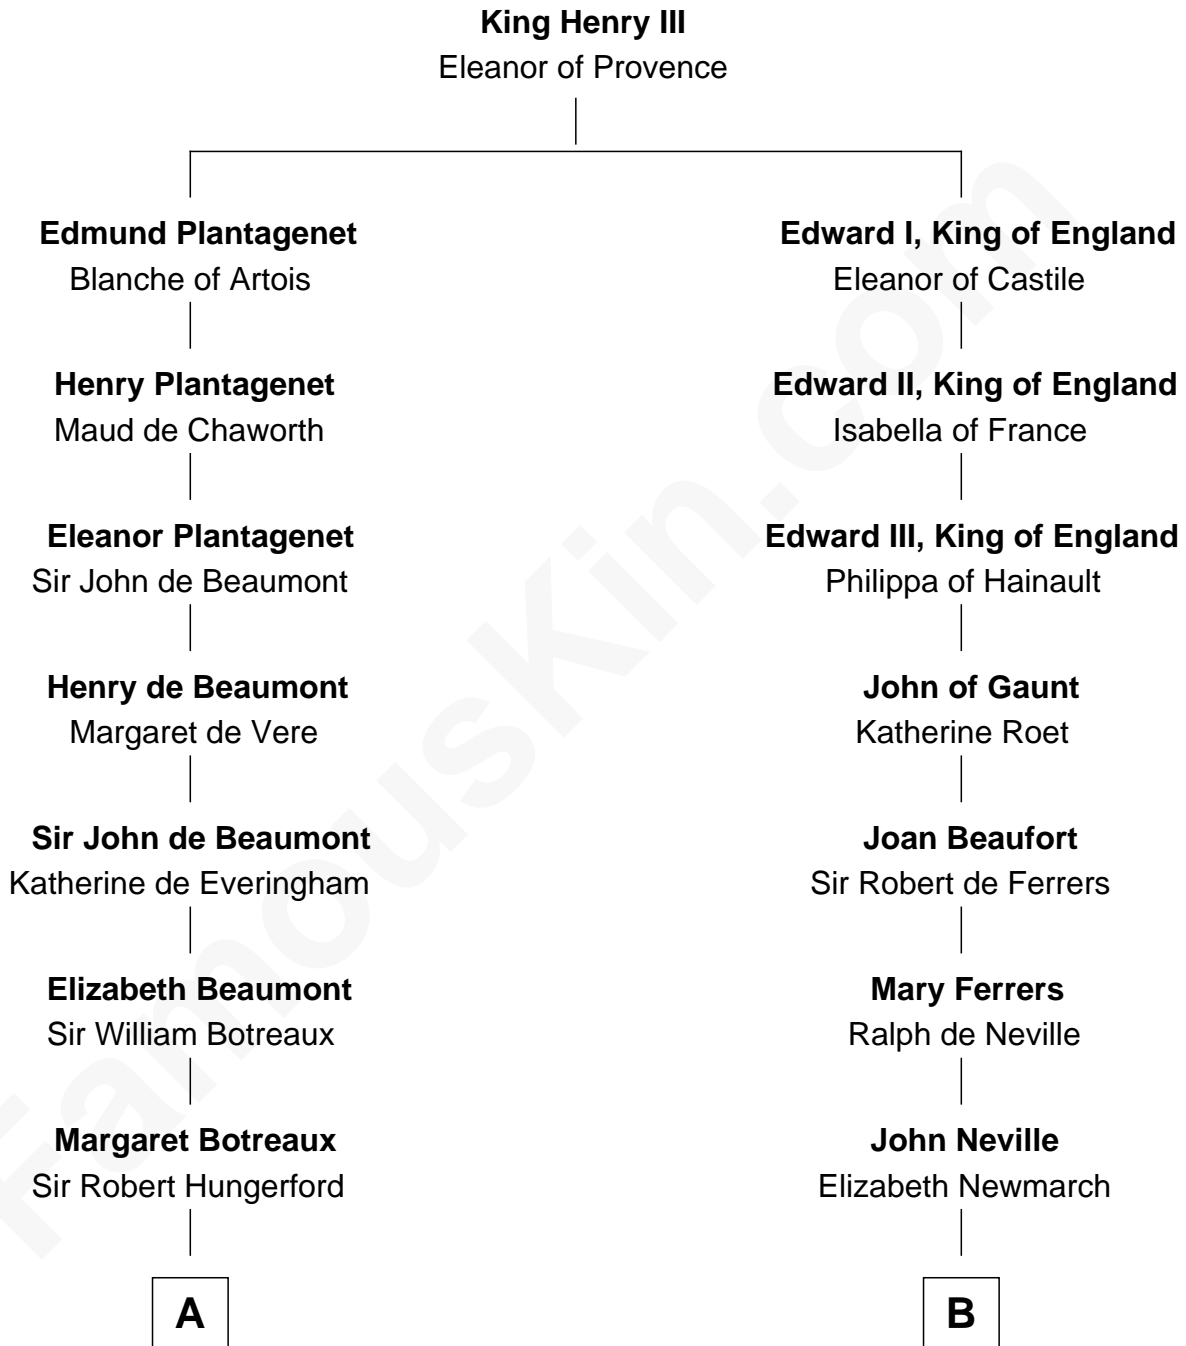 King Henry III
Eleanor of Provence
Edmund Plantagenet
Blanche of Artois
Edward I, King of England
Eleanor of Castile
Henry Plantagenet
Maud de Chaworth
Edward II, King of England
Isabella of France
Eleanor Plantagenet
Sir John de Beaumont
Edward III, King of England
Philippa of Hainault
Henry de Beaumont
Margaret de Vere
John of Gaunt
Katherine Roet
Sir John de Beaumont
Katherine de Everingham
Joan Beaufort
Sir Robert de Ferrers
Elizabeth Beaumont
Sir William Botreaux
Mary Ferrers
Ralph de Neville
Margaret Botreaux
Sir Robert Hungerford
John Neville
Elizabeth Newmarch
A
B
FamousKin.com